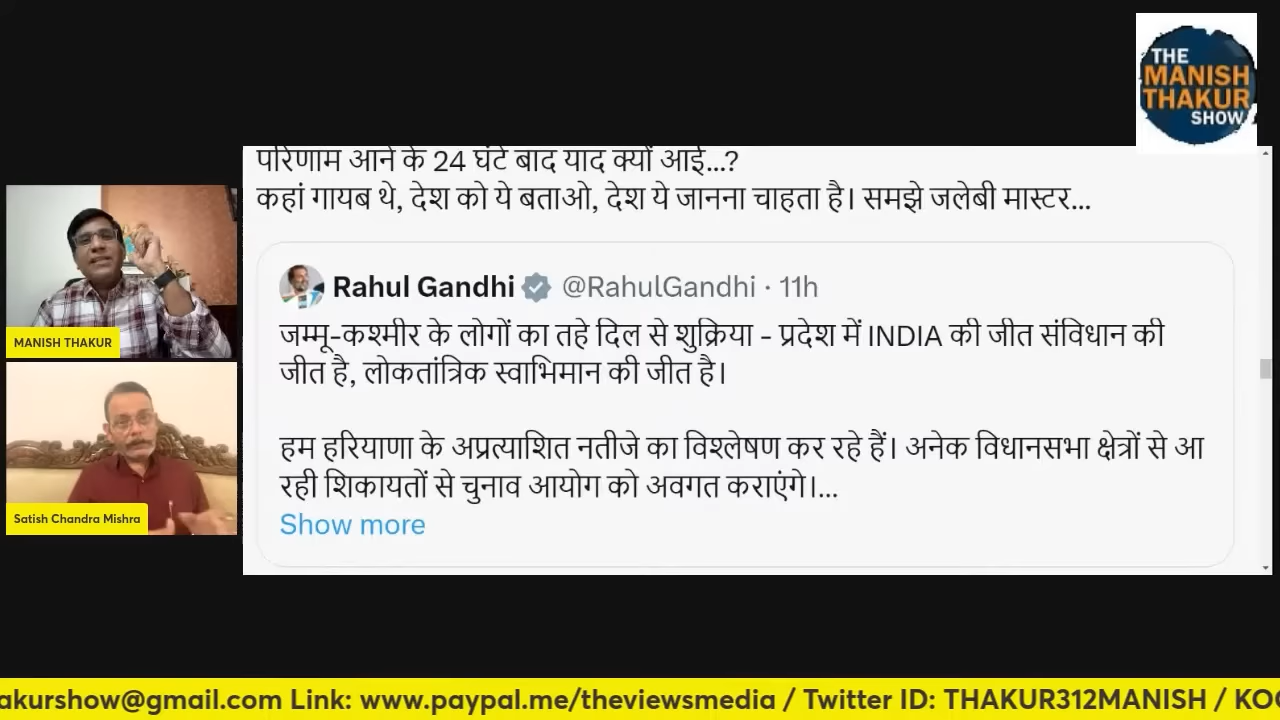 THE
MANISH
THAKUR
SHOW
परिणाम आने के 24 घंटे बाद याद क्यों आई...?
कहां गायब थे, देश को ये बताओ, देश ये जानना चाहता है। समझे जलेबी मास्टर...
Rahul Gandhi @RahulGandhi · 11h
जम्मू-कश्मीर के लोगों का तहे दिल से शुक्रिया - प्रदेश में INDIA की जीत संविधान की
जीत है, लोकतांत्रिक स्वाभिमान की जीत है।
हम हरियाणा के अप्रत्याशित नतीजे का विश्लेषण कर रहे हैं। अनेक विधानसभा क्षेत्रों से आ
रही शिकायतों से चुनाव आयोग को अवगत कराएंगे।...
Show more
MANISH THAKUR
Satish Chandra Mishra
akurshow@gmail.com Link: www.paypal.me/theviewsmedia / Twitter ID: THAKUR312MANISH / KOO